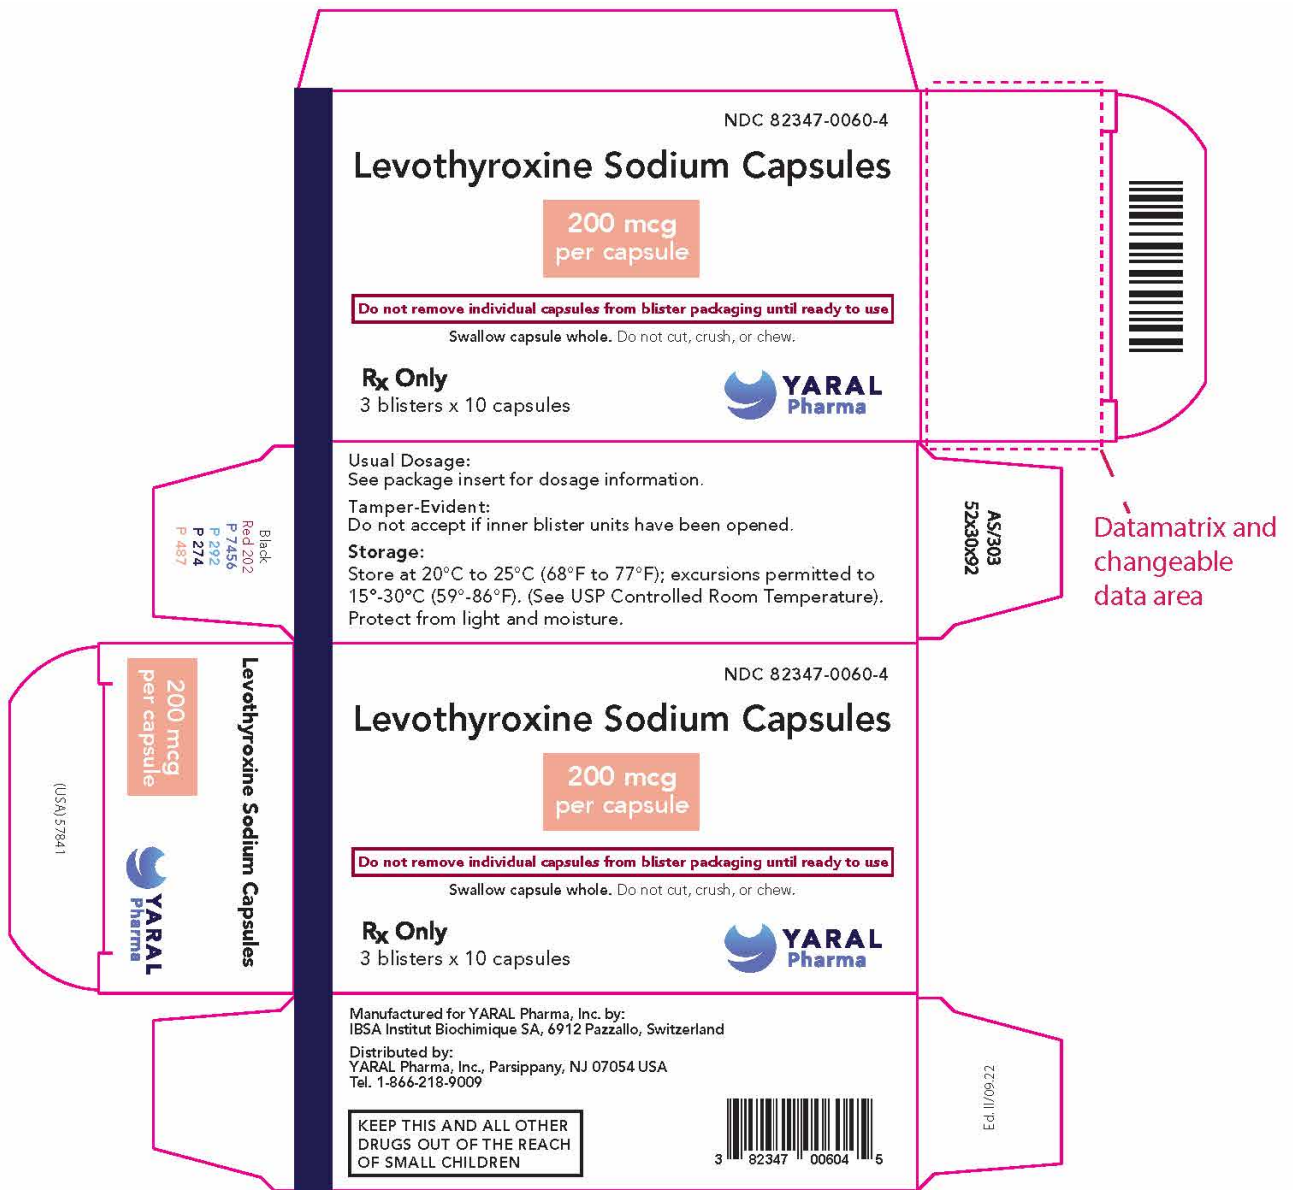 NDC 82347-0060-4
Levothyroxine Sodium Capsules
200 mcg
per capsule
Do not remove individual capsules from blister packaging until ready to use
Swallow capsule whole. Do not cut, crush, or chew.
Rx Only
3 blisters x 10 capsules
YARAL
Pharma
Usual Dosage:
See package insert for dosage information.
Tamper-Evident:
Do not accept if inner blister units have been opened.
Storage:
Store at 20°C to 25°C (68°F to 77°F); excursions permitted to
15°-30°C (59°-86°F). (See USP Controlled Room Temperature).
Protect from light and moisture.
Black
Red 202
P 7456
P 292
P 274
P 487
AS/303
52x30x92
Datamatrix and
changeable
data area
Levothyroxine Sodium Capsules
200 mcg
per capsule
YARAL
Pharma
(USA) 57841
NDC 82347-0060-4
Levothyroxine Sodium Capsules
200 mcg
per capsule
Do not remove individual capsules from blister packaging until ready to use
Swallow capsule whole. Do not cut, crush, or chew.
Rx Only
3 blisters x 10 capsules
YARAL
Pharma
Manufactured for YARAL Pharma, Inc. by:
IBSA Institut Biochimique SA, 6912 Pazzallo, Switzerland
Distributed by:
YARAL Pharma, Inc., Parsippany, NJ 07054 USA
Tel. 1-866-218-9009
KEEP THIS AND ALL OTHER
DRUGS OUT OF THE REACH
OF SMALL CHILDREN
3 82347 00604 5
Ed. II/09.22